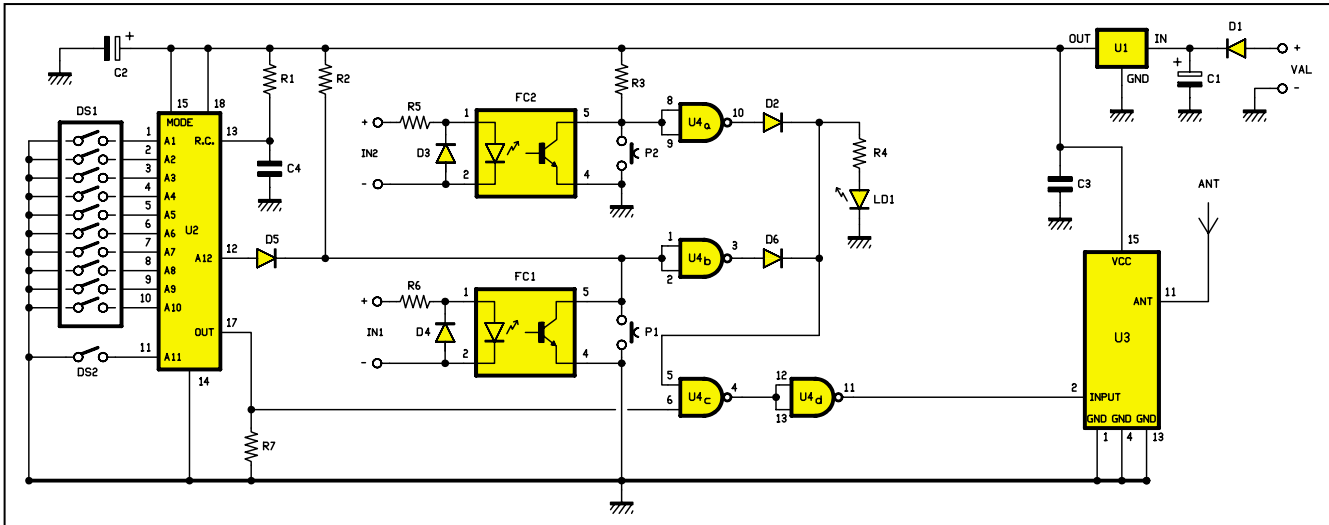 +
C2
DS1
15
18
MODE
R.C.
13
R1
R2
C4
1
A1
2
A2
3
A3
4
A4
5
A5
6
A6
7
A7
8
A8
9
A9
10
A10
U2
12
A12
D5
17
OUT
11
A11
DS2
14
R7
FC2
+
R5
IN2
D3
-
1
2
5
4
R3
P2
8
9
U4a
10
D2
R4
LD1
FC1
+
R6
IN1
D4
-
1
2
5
4
P1
1
2
U4b
3
D6
5
6
U4c
4
12
13
U4d
11
OUT
U1
IN
GND
D1
+
C1
+
VAL
-
C3
ANT
15
VCC
11
ANT
U3
2
INPUT
GND GND GND
1
4
13